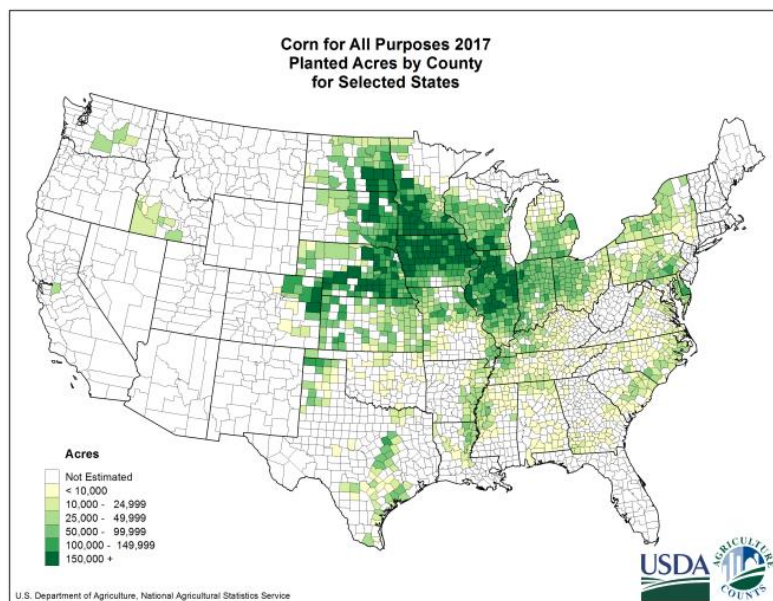 Corn for All Purposes 2017
Planted Acres by County
for Selected States
Acres
Not Estimated
< 10,000
10,000 - 24,999
25,000 - 49,999
50,000 - 99,999
100,000 - 149,999
150,000 +
USDA
AGRICULTURE
COUNTS
U.S. Department of Agriculture, National Agricultural Statistics Service